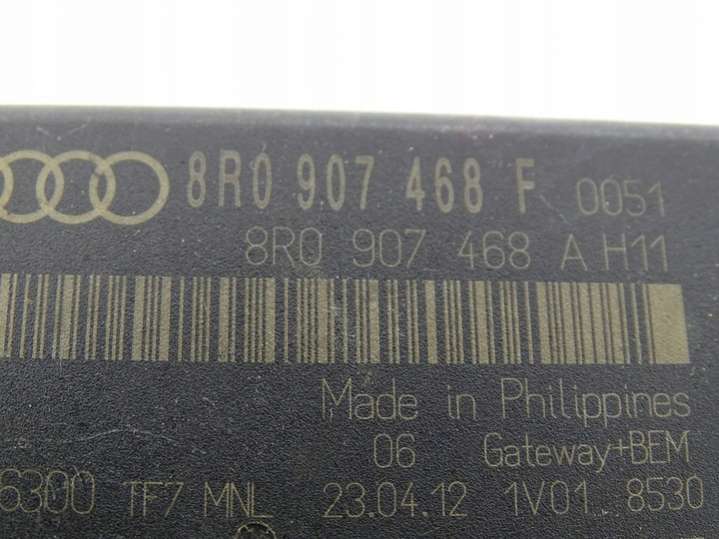 8R0 907 468 F 0051
8R0 907 468 A H11
Made in Philippines
06 Gateway+BEM
6300 TF7 MNL 23.04.12 1V01 8530